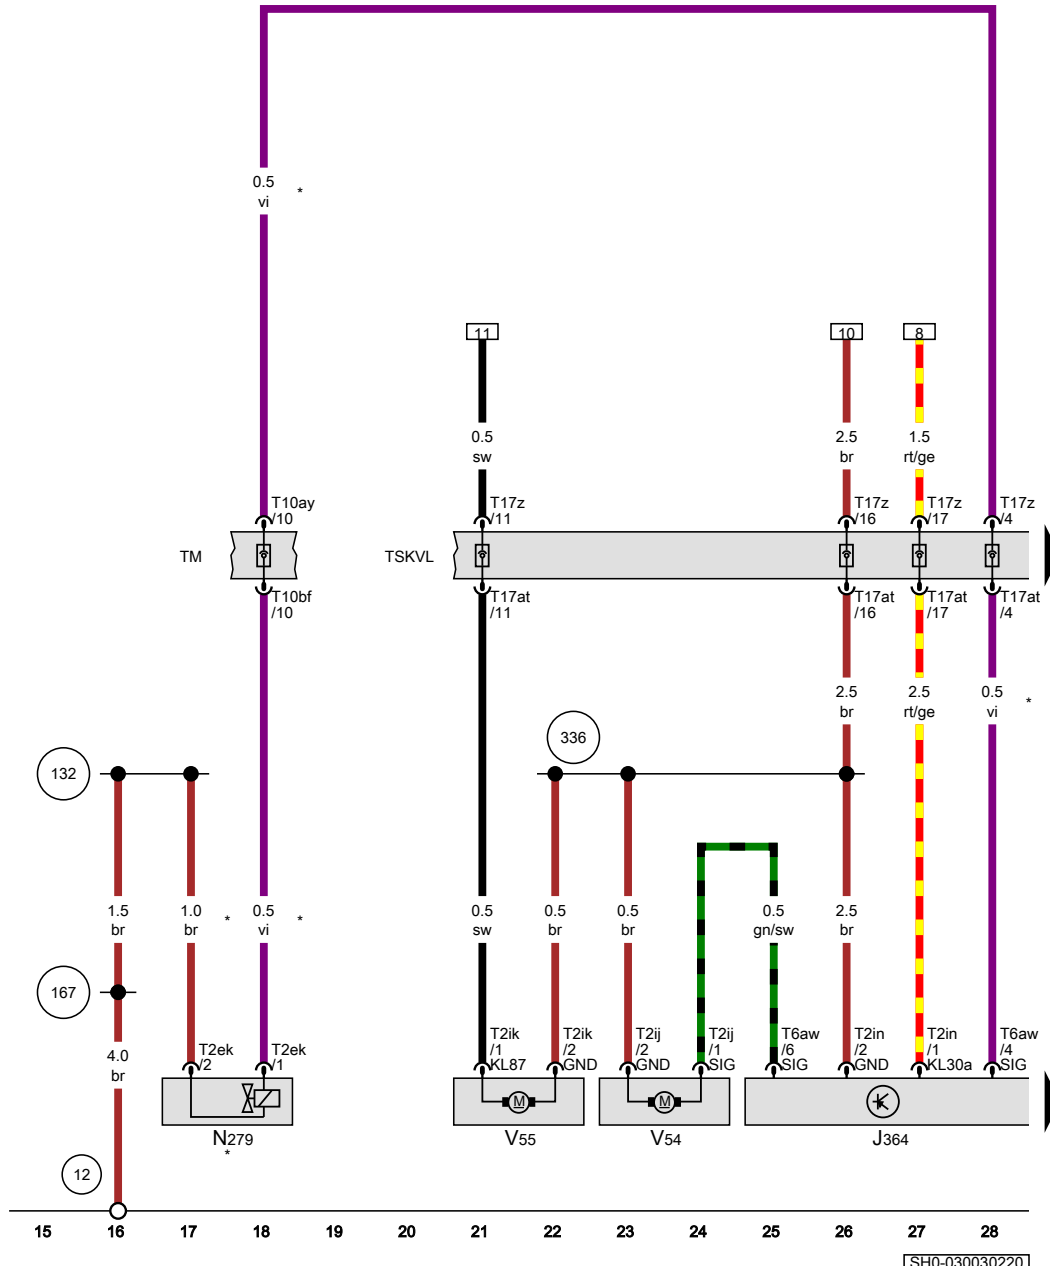 0.5
vi
*
11
10
8
0.5
sw
2.5
br
1.5
rt/ge
T10ay
/10
T17z
/11
T17z
/16
T17z
/17
T17z
/4
TM
TSKVL
T10bf
/10
T17at
/11
T17at
/16
T17at
/17
T17at
/4
2.5
br
2.5
rt/ge
0.5
vi
*
336
132
1.5
br
1.0
br
*
0.5
vi
*
0.5
sw
0.5
br
0.5
br
0.5
gn/sw
2.5
br
167
4.0
br
T2ek
/2
T2ek
/1
T2ik
/1
KL87
T2ik
/2
GND
T2ij
/2
GND
T2ij
/1
SIG
T6aw
/6
SIG
T2in
/2
GND
T2in
/1
KL30a
T6aw
/4
SIG
M
M
N279
*
V55
V54
J364
12
15 16 17 18 19 20 21 22 23 24 25 26 27 28
SH0-030030220